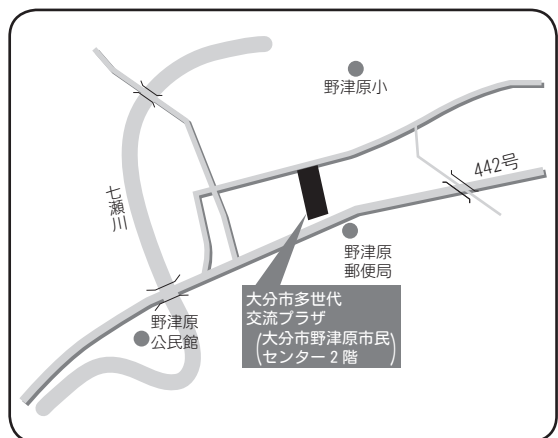 野津原小
442号
七瀬川
野津原
郵便局
大分市多世代
交流プラザ
(大分市野津原市民
センター2階)
野津原
公民館